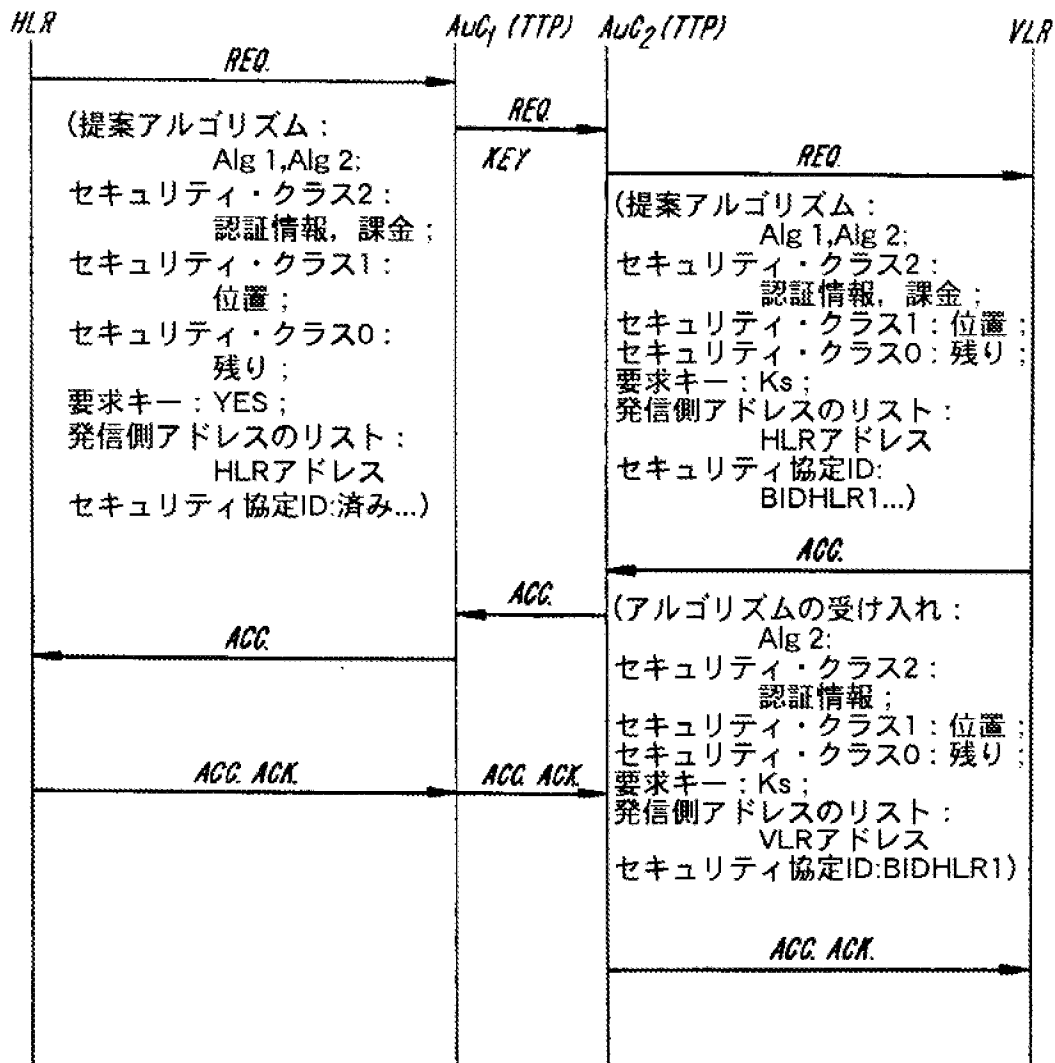 HLR
AuC1 (TTP)
AuC2 (TTP)
VLR
REQ.
(提案アルゴリズム：
Alg 1,Alg 2;
セキュリティ・クラス2：
認証情報，課金；
セキュリティ・クラス1：
位置；
セキュリティ・クラス0：
残り；
要求キー：YES；
発信側アドレスのリスト：
HLRアドレス
セキュリティ協定ID:済み...)
REQ.
KEY
REQ.
(提案アルゴリズム：
Alg 1,Alg 2;
セキュリティ・クラス2：
認証情報，課金；
セキュリティ・クラス1：位置；
セキュリティ・クラス0：残り；
要求キー：Ks；
発信側アドレスのリスト：
HLRアドレス
セキュリティ協定ID:
BIDHLR1...)
ACC.
ACC.
ACC.
(アルゴリズムの受け入れ：
Alg 2:
セキュリティ・クラス2：
認証情報；
セキュリティ・クラス1：位置；
セキュリティ・クラス0：残り；
要求キー：Ks；
発信側アドレスのリスト：
VLRアドレス
セキュリティ協定ID:BIDHLR1)
ACC. ACK.
ACC. ACK.
ACC. ACK.